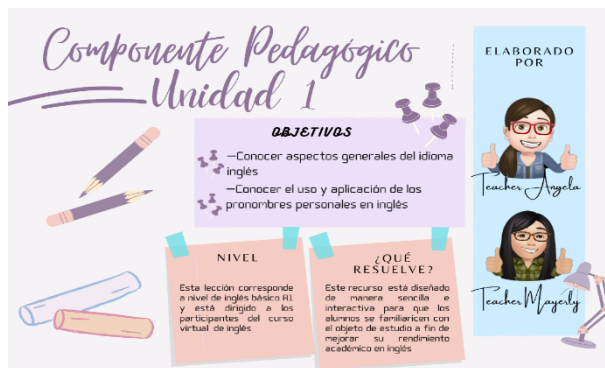 Componente Pedagógico
Unidad 1
OBJETIVOS
—Conocer aspectos generales del idioma
inglés
—Conocer el uso y aplicación de los
pronombres personales en inglés
NIVEL
Esta lección corresponde
a nivel de inglés básico A1
y está dirigido a los
participantes del curso
virtual de inglés
¿QUÉ
RESUELVE?
Este recurso está diseñado
de manera sencilla e
interactiva para que los
alumnos se familiaricen con
el objeto de estudio a fin de
mejorar su rendimiento
académico en inglés
ELABORADO
POR
Teacher Angela
Teacher Mayerly